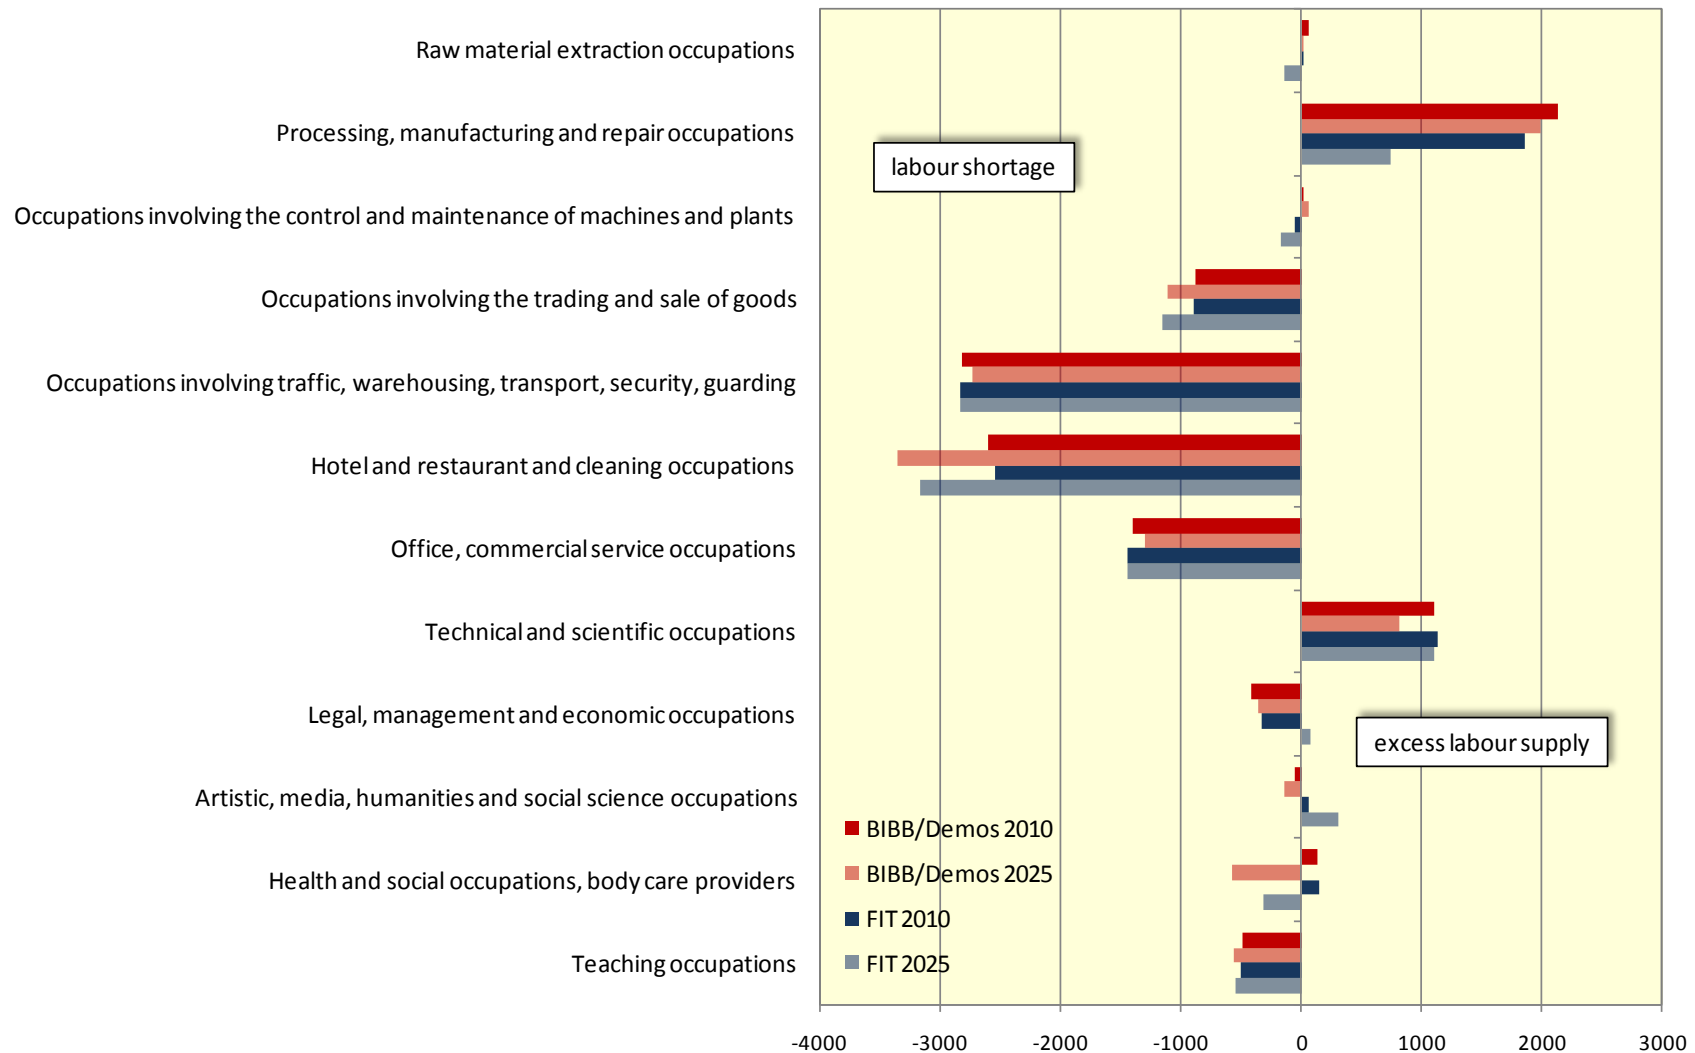 Raw material extraction occupations
Processing, manufacturing and repair occupations
labour shortage
Occupations involving the control and maintenance of machines and plants
Occupations involving the trading and sale of goods
Occupations involving traffic, warehousing, transport, security, guarding
Hotel and restaurant and cleaning occupations
Office, commercial service occupations
Technical and scientific occupations
Legal, management and economic occupations
excess labour supply
Artistic, media, humanities and social science occupations
BIBB/Demos 2010
BIBB/Demos 2025
Health and social occupations, body care providers
FIT 2010
FIT 2025
Teaching occupations
-4000 -3000 -2000 -1000 0 1000 2000 3000